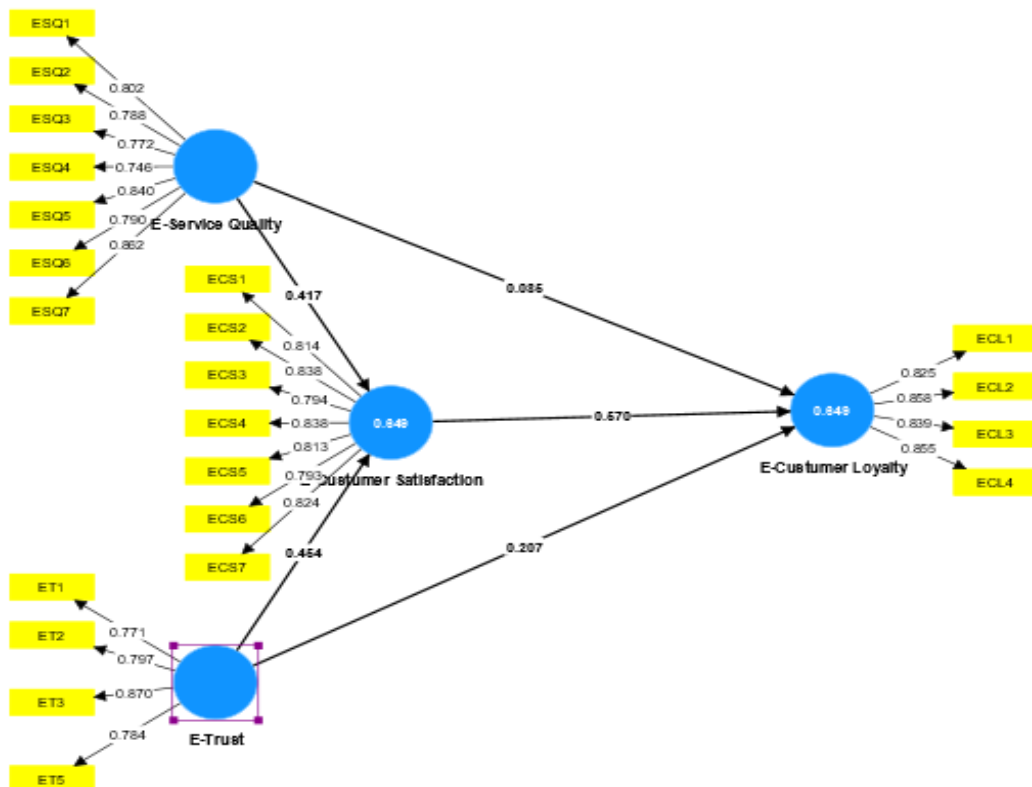 ESQ1
ESQ2
ESQ3
ESQ4
ESQ5
ESQ6
ESQ7
0.802
0.788
0.772
0.746
0.840
0.790
0.862
E-Service Quality
ECS1
ECS2
ECS3
ECS4
ECS5
ECS6
ECS7
0.417
0.814
0.838
0.794
0.838
0.813
0.793
0.824
0.454
0.649
Custumer Satisfaction
0.085
0.570
0.207
0.649
E-Custumer Loyalty
0.825
0.858
0.839
0.855
ECL1
ECL2
ECL3
ECL4
ET1
ET2
ET3
ET5
0.771
0.797
0.870
0.784
E-Trust